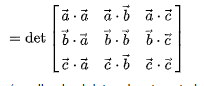 = det [ a⃗ · a⃗   a⃗ · b⃗   a⃗ · c⃗
b⃗ · a⃗   b⃗ · b⃗   b⃗ · c⃗
c⃗ · a⃗   c⃗ · b⃗   c⃗ · c⃗ ]